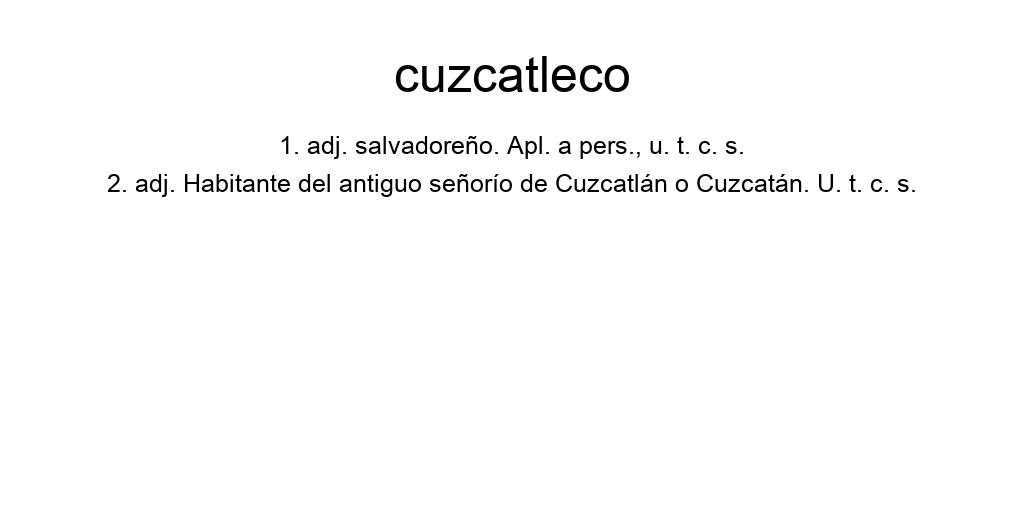 cuzcatleco
1. adj. salvadoreño. Apl. a pers., u. t. c. s.
2. adj. Habitante del antiguo señorío de Cuzcatlán o Cuzcatán. U. t. c. s.